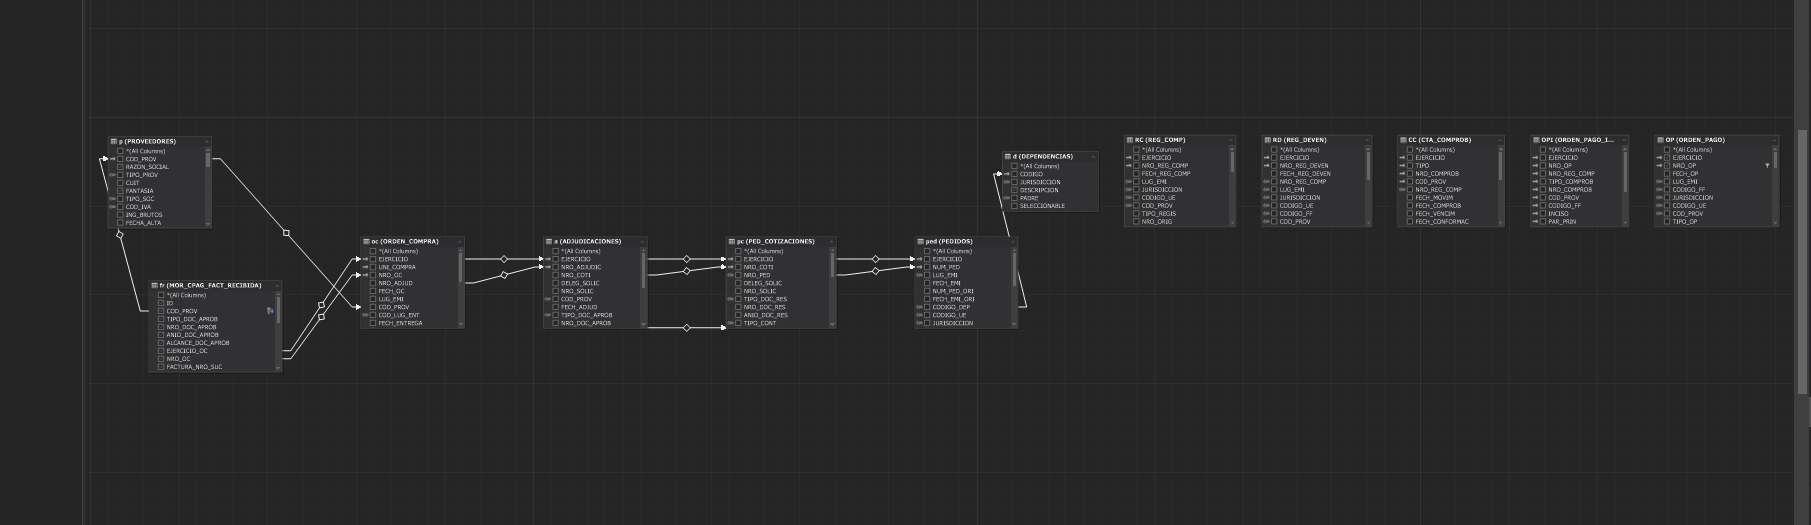 p (PROVEEDORES)
*(All Columns)
COD_PROV
RAZON_SOCIAL
TIPO_PROV
CUIT
FANTASIA
TIPO_SOC
COD_IVA
ING_BRUTOS
FECHA_ALTA
fr (MOR_CPAG_FACT_RECIBIDA)
*(All Columns)
ID
COD_PROV
TIPO_DOC_APROB
NRO_DOC_APROB
ANIO_DOC_APROB
ALCANCE_DOC_APROB
EJERCICIO_OC
NRO_OC
FACTURA_NRO_SUC
oc (ORDEN_COMPRA)
*(All Columns)
EJERCICIO
UNI_COMPRA
NRO_OC
NRO_ADJUD
FECH_OC
LUG_EMI
COD_PROV
COD_LUG_ENT
FECH_ENTREGA
a (ADJUDICACIONES)
*(All Columns)
EJERCICIO
NRO_ADJUDIC
NRO_COTI
DELEG_SOLIC
NRO_SOLIC
COD_PROV
FECH_ADJUD
TIPO_DOC_APROB
NRO_DOC_APROB
pc (PED_COTIZACIONES)
*(All Columns)
EJERCICIO
NRO_COTI
NRO_PED
DELEG_SOLIC
NRO_SOLIC
TIPO_DOC_RES
NRO_DOC_RES
ANIO_DOC_RES
TIPO_CONT
ped (PEDIDOS)
*(All Columns)
EJERCICIO
NUM_PED
LUG_EMI
FECH_EMI
NUM_PED_ORI
FECH_EMI_ORI
CODIGO_DEP
CODIGO_UE
JURISDICCION
d (DEPENDENCIAS)
*(All Columns)
CODIGO
JURISDICCION
DESCRIPCION
PADRE
SELECCIONABLE
RC (REG_COMP)
*(All Columns)
EJERCICIO
NRO_REG_COMP
FECH_REG_COMP
LUG_EMI
JURISDICCION
CODIGO_UE
COD_PROV
TIPO_REGIS
NRO_ORIG
RD (REG_DEVEN)
*(All Columns)
EJERCICIO
NRO_REG_DEVEN
FECH_REG_DEVEN
NRO_REG_COMP
LUG_EMI
JURISDICCION
CODIGO_UE
CODIGO_FF
COD_PROV
CC (CTA_COMPROB)
*(All Columns)
EJERCICIO
TIPO
NRO_COMPROB
COD_PROV
NRO_REG_COMP
FECH_MOVIM
FECH_COMPROB
FECH_VENCIM
FECH_CONFORMAC
OPI (ORDEN_PAGO_I...
*(All Columns)
EJERCICIO
NRO_OP
NRO_REG_COMP
TIPO_COMPROB
NRO_COMPROB
COD_PROV
CODIGO_FF
INCISO
PAR_PRIN
OP (ORDEN_PAGO)
*(All Columns)
EJERCICIO
NRO_OP
FECH_OP
LUG_EMI
CODIGO_FF
JURISDICCION
CODIGO_UE
COD_PROV
TIPO_OP